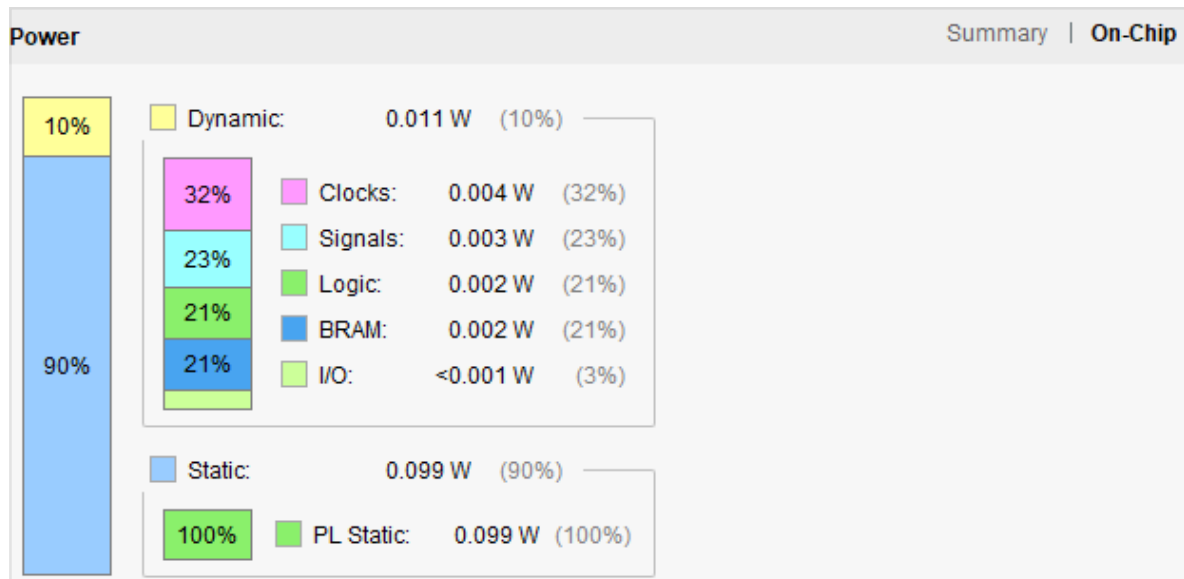 Power Summary | On-Chip
10% Dynamic: 0.011 W (10%)
32% Clocks: 0.004 W (32%)
23% Signals: 0.003 W (23%)
Logic: 0.002 W (21%)
21% BRAM: 0.002 W (21%)
90% 21% I/O: <0.001 W (3%)
Static: 0.099 W (90%)
100% PL Static: 0.099 W (100%)